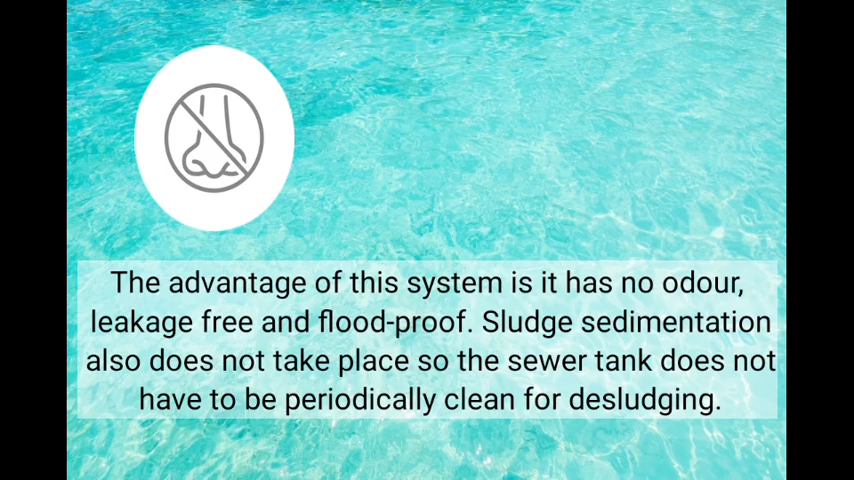 The advantage of this system is it has no odour,
leakage free and flood-proof. Sludge sedimentation
also does not take place so the sewer tank does not
have to be periodically clean for desludging.